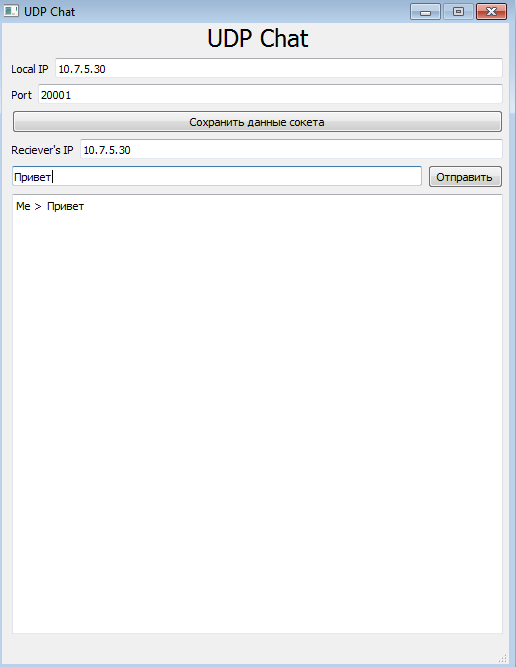 UDP Chat
UDP Chat
Local IP 10.7.5.30
Port 20001
Сохранить данные сокета
Reciever's IP 10.7.5.30
Привет Отправить
Me > Привет